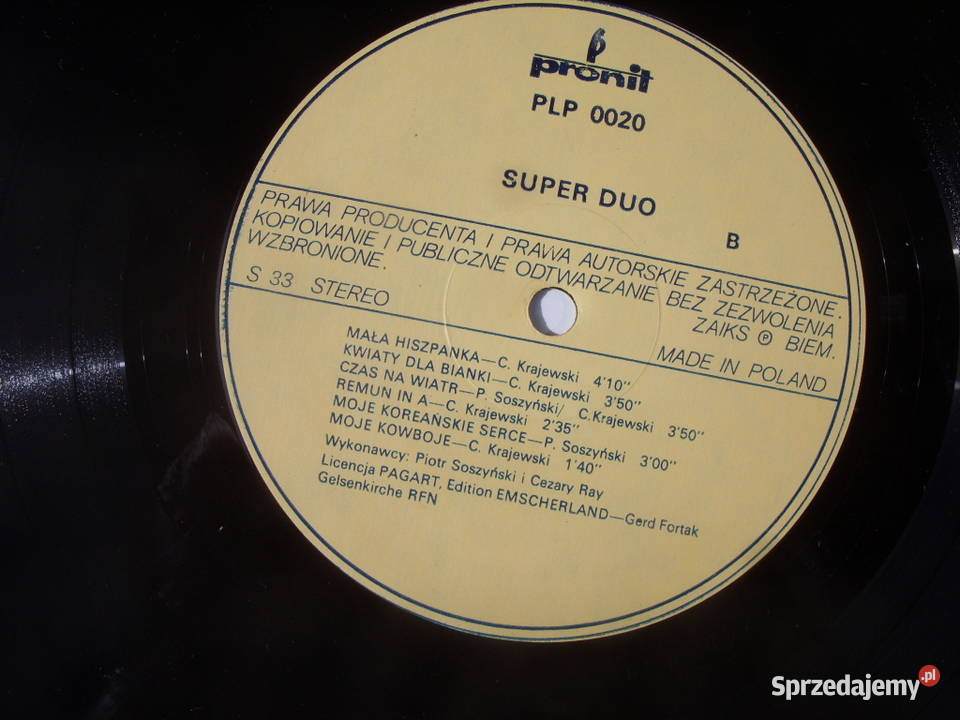 pronit
PLP 0020
SUPER DUO
B
PRAWA PRODUCENTA I PRAWA AUTORSKIE ZASTRZEŻONE.
KOPIOWANIE I PUBLICZNE ODTWARZANIE BEZ ZEZWOLENIA
WZBRONIONE. ZAIKS Ⓟ BIEM.
S 33 STEREO MADE IN POLAND
MAŁA HISZPANKA—C. Krajewski 4'10"
KWIATY DLA BIANKI—C. Krajewski 3'50"
CZAS NA WIATR—P. Soszyński/ C.Krajewski 3'50"
REMUN IN A—C. Krajewski 2'35"
MOJE KOREAŃSKIE SERCE—P. Soszyński 3'00"
MOJE KOWBOJE—C. Krajewski 1'40"
Wykonawcy: Piotr Soszyński i Cezary Ray
Licencja PAGART, Edition EMSCHERLAND—Gerd Fortak
Gelsenkirche RFN
Sprzedajemy.pl